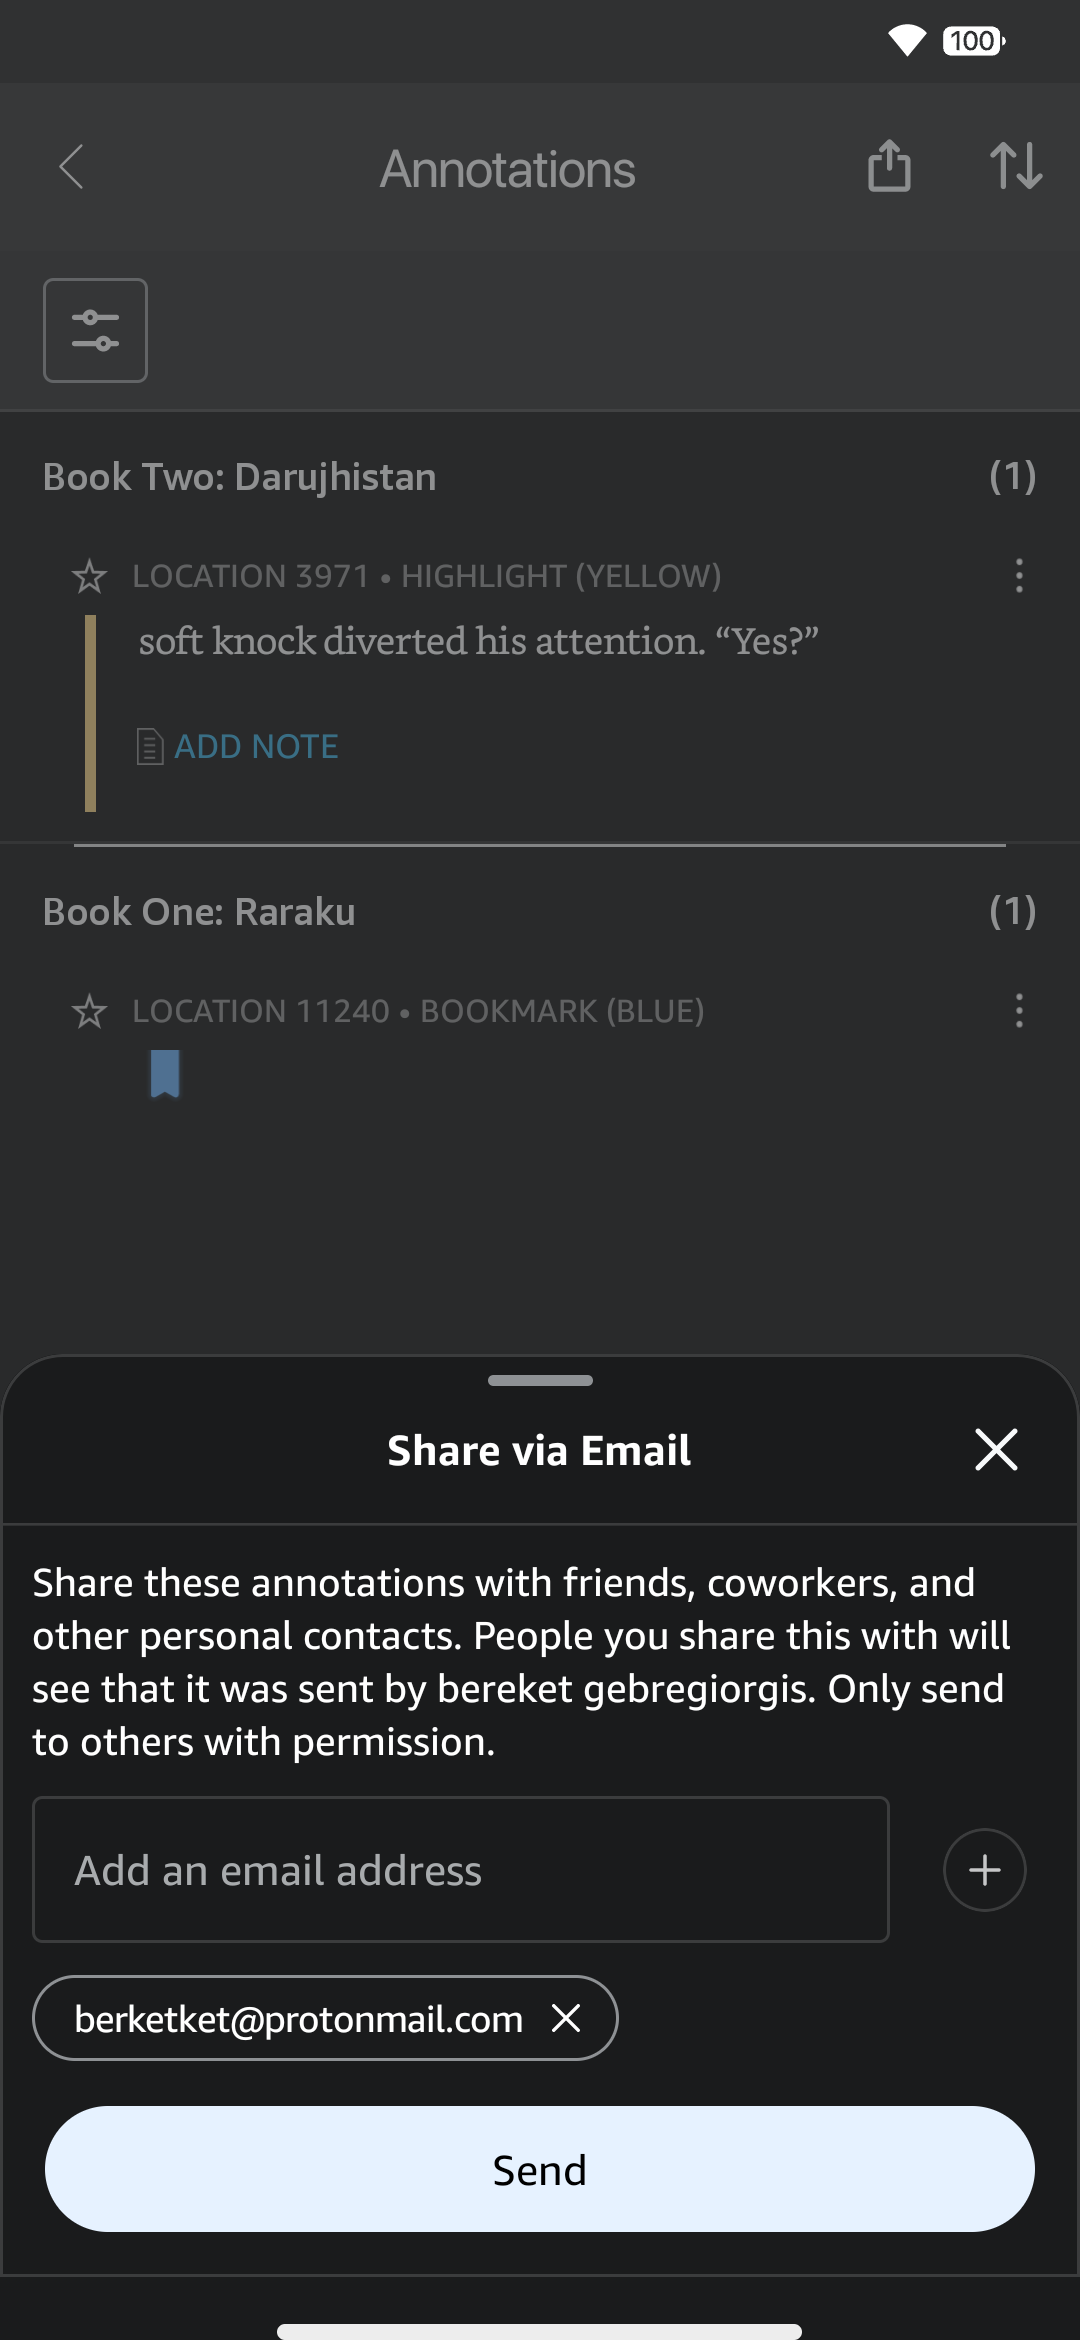 100
Annotations
Book Two: Darujhistan (1)
LOCATION 3971 • HIGHLIGHT (YELLOW)
soft knock diverted his attention. “Yes?”
ADD NOTE
Book One: Raraku (1)
LOCATION 11240 • BOOKMARK (BLUE)
Share via Email
Share these annotations with friends, coworkers, and
other personal contacts. People you share this with will
see that it was sent by bereket gebregiorgis. Only send
to others with permission.
Add an email address
berketket@protonmail.com
Send